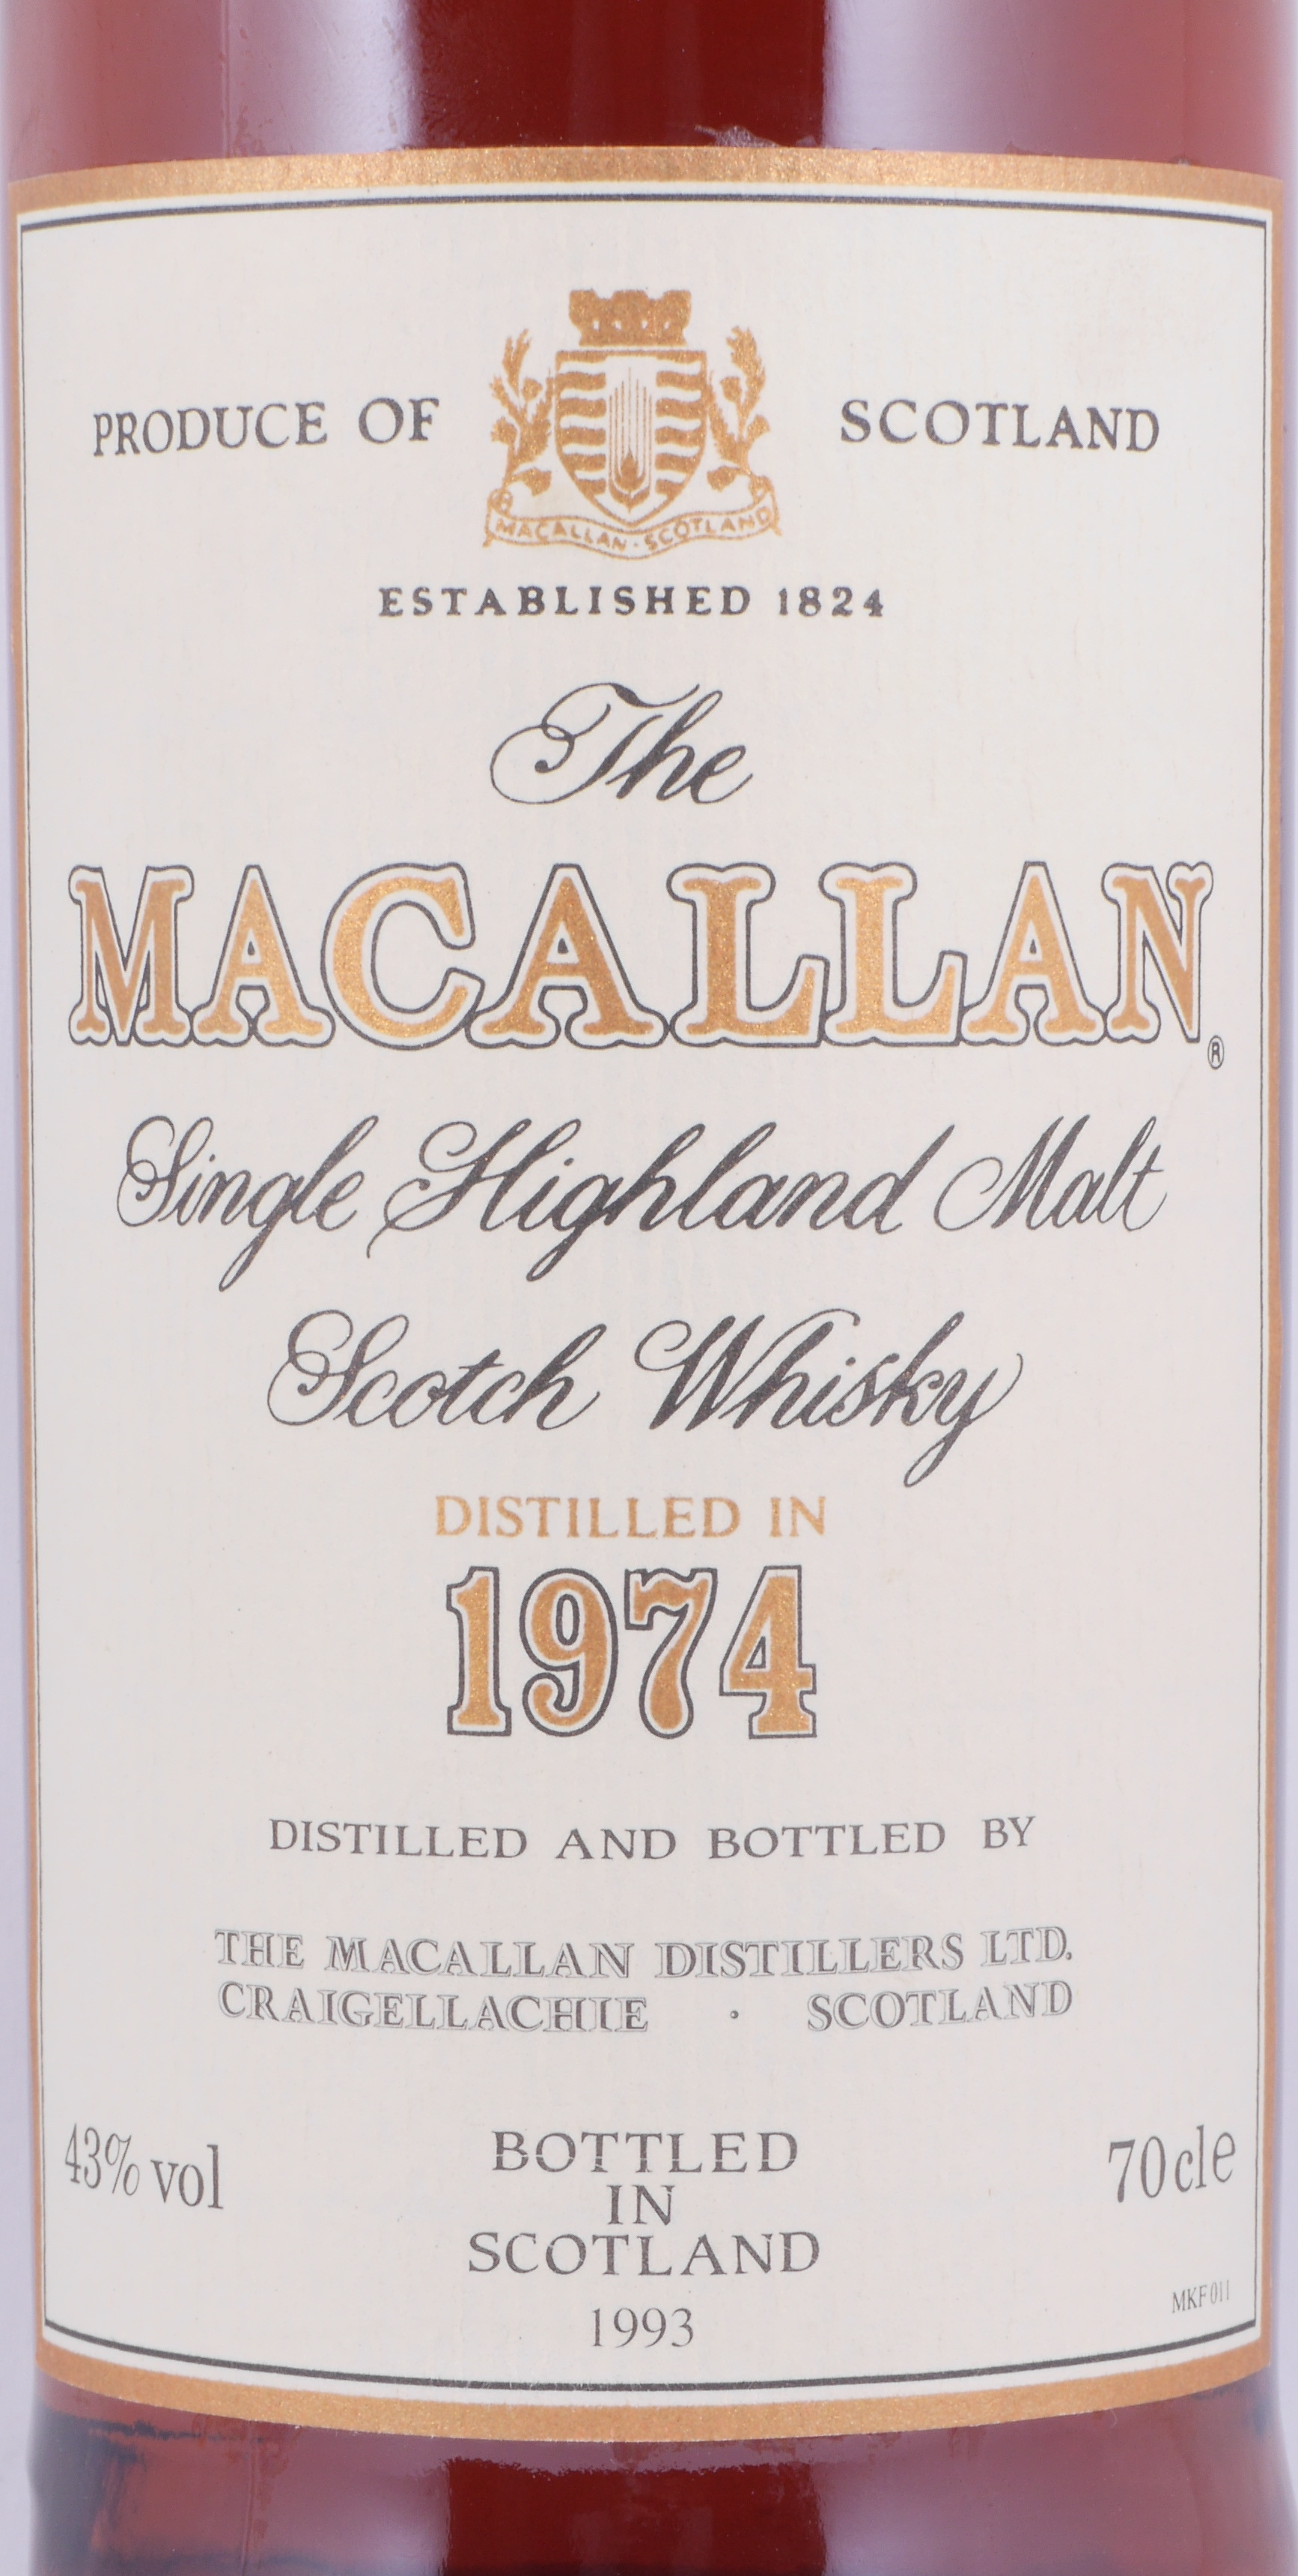 PRODUCE OF SCOTLAND
MACALLAN · SCOTLAND
ESTABLISHED 1824
The
MACALLAN®
Single Highland Malt
Scotch Whisky
DISTILLED IN
1974
DISTILLED AND BOTTLED BY
THE MACALLAN DISTILLERS LTD.
CRAIGELLACHIE · SCOTLAND
43% vol
70cle
BOTTLED
IN
SCOTLAND
1993
MKF011